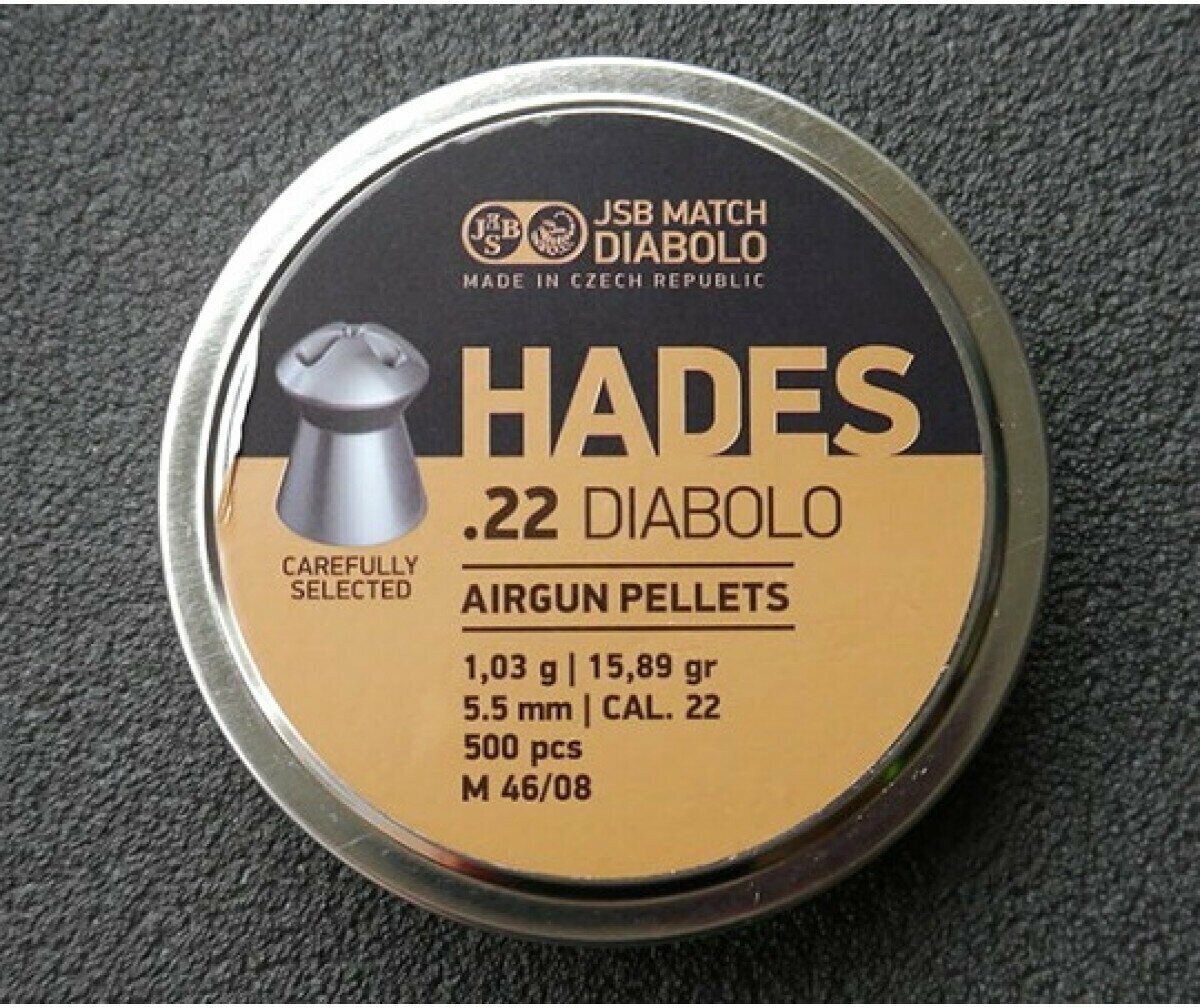 JSB
JSB MATCH
DIABOLO
MADE IN CZECH REPUBLIC
HADES
.22 DIABOLO
CAREFULLY
SELECTED
AIRGUN PELLETS
1,03 g | 15,89 gr
5.5 mm | CAL. 22
500 pcs
M 46/08